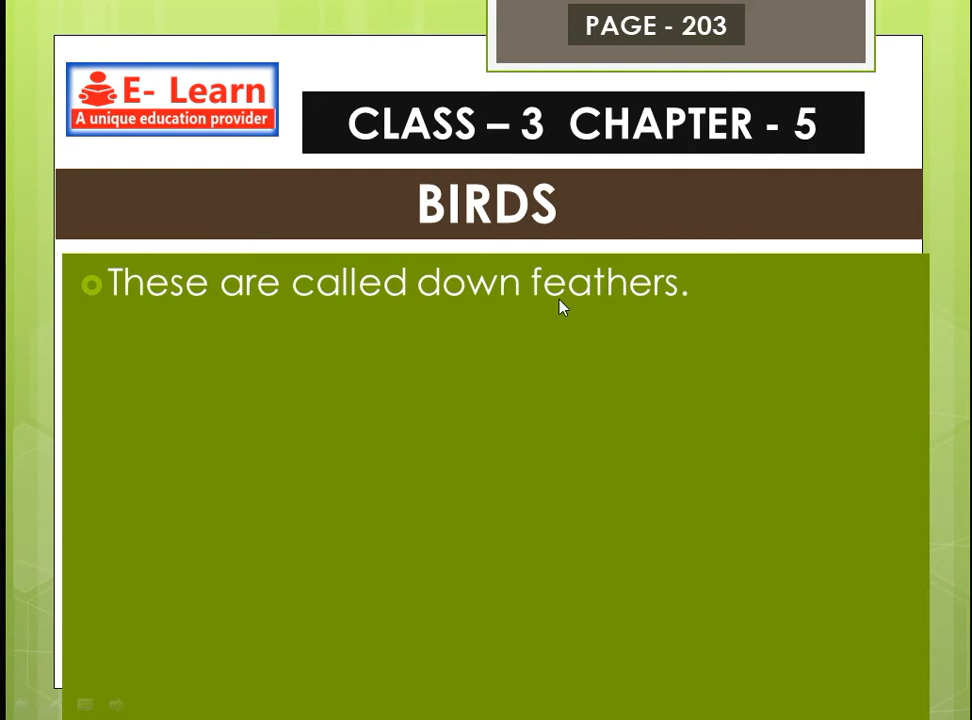 PAGE - 203
E- Learn
A unique education provider
CLASS – 3 CHAPTER - 5
BIRDS
These are called down feathers.